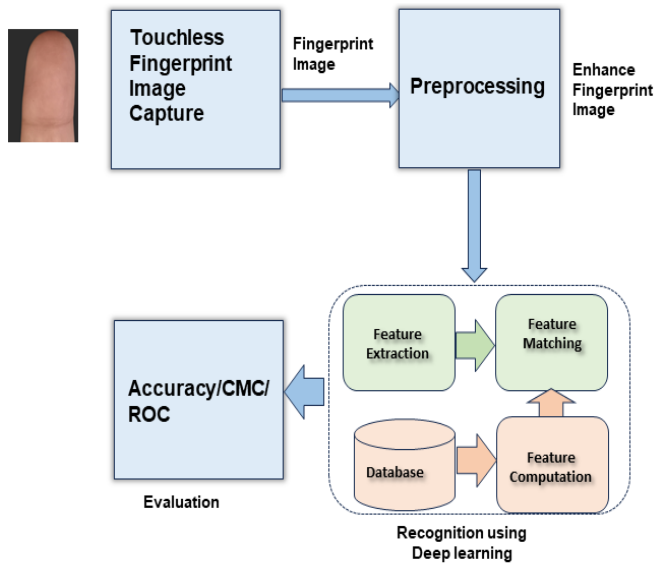 Touchless
Fingerprint
Image
Capture
Fingerprint
Image
Preprocessing
Enhance
Fingerprint
Image
Feature
Extraction
Feature
Matching
Database
Feature
Computation
Recognition using
Deep learning
Accuracy/CMC/
ROC
Evaluation